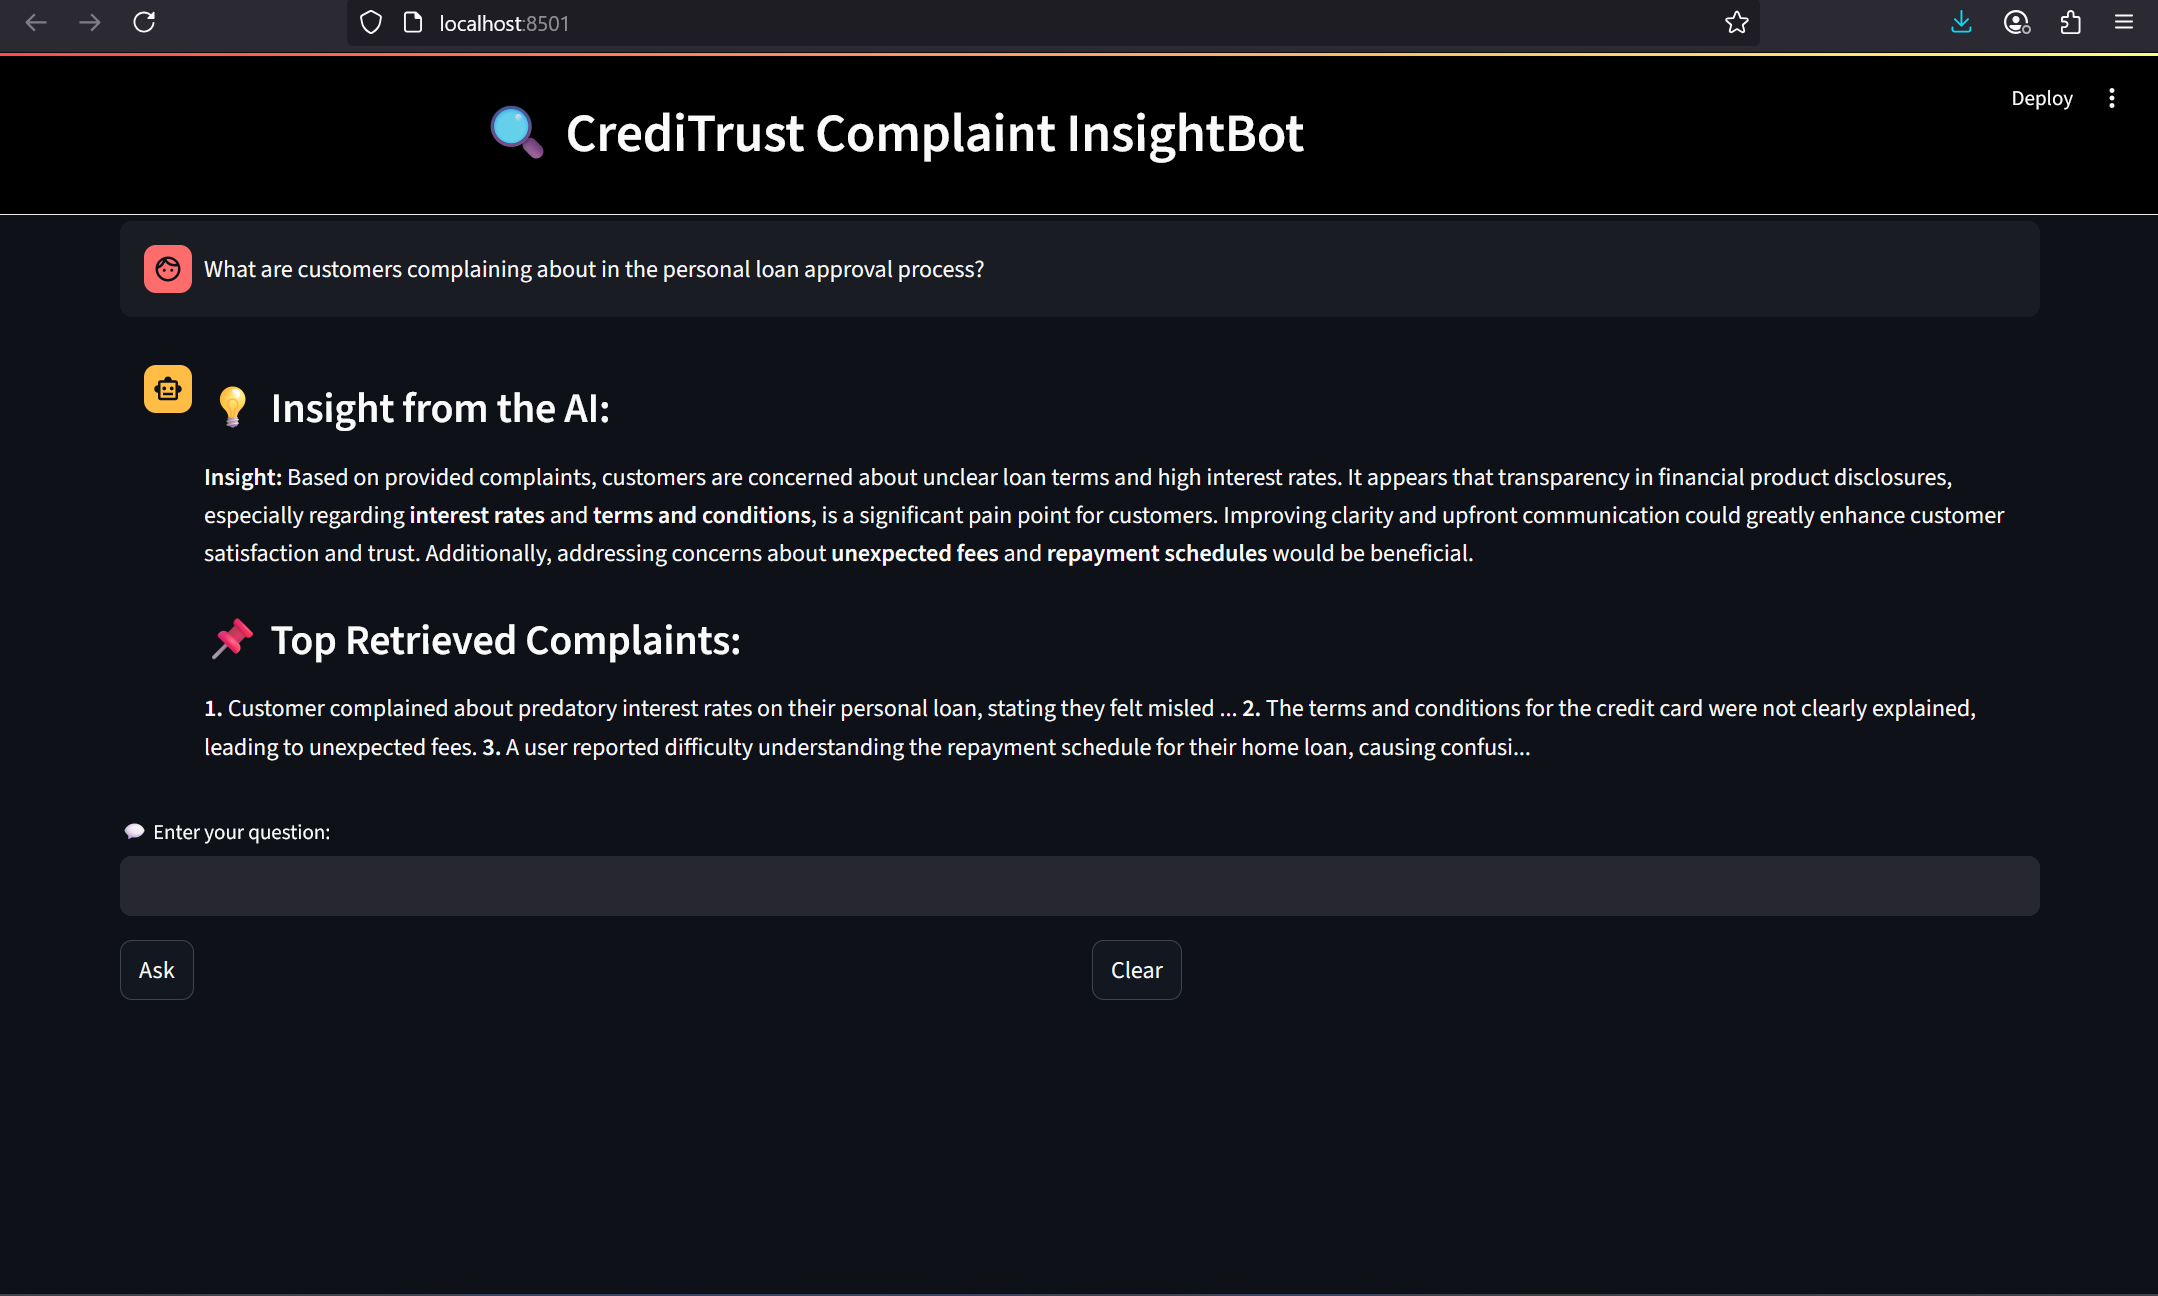 localhost:8501
Deploy
CrediTrust Complaint InsightBot
What are customers complaining about in the personal loan approval process?
Insight from the AI:
Insight: Based on provided complaints, customers are concerned about unclear loan terms and high interest rates. It appears that transparency in financial product disclosures,
especially regarding interest rates and terms and conditions, is a significant pain point for customers. Improving clarity and upfront communication could greatly enhance customer
satisfaction and trust. Additionally, addressing concerns about unexpected fees and repayment schedules would be beneficial.
Top Retrieved Complaints:
1. Customer complained about predatory interest rates on their personal loan, stating they felt misled ... 2. The terms and conditions for the credit card were not clearly explained,
leading to unexpected fees. 3. A user reported difficulty understanding the repayment schedule for their home loan, causing confusi...
Enter your question:
Ask
Clear